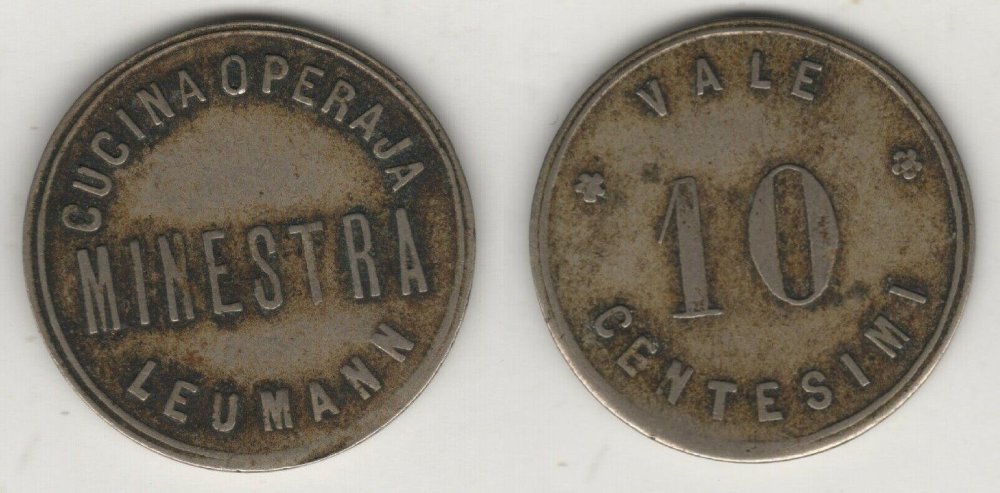 CUCINA OPERAJA
MINESTRA
LEUMANN
VALE
10
CENTESIMI